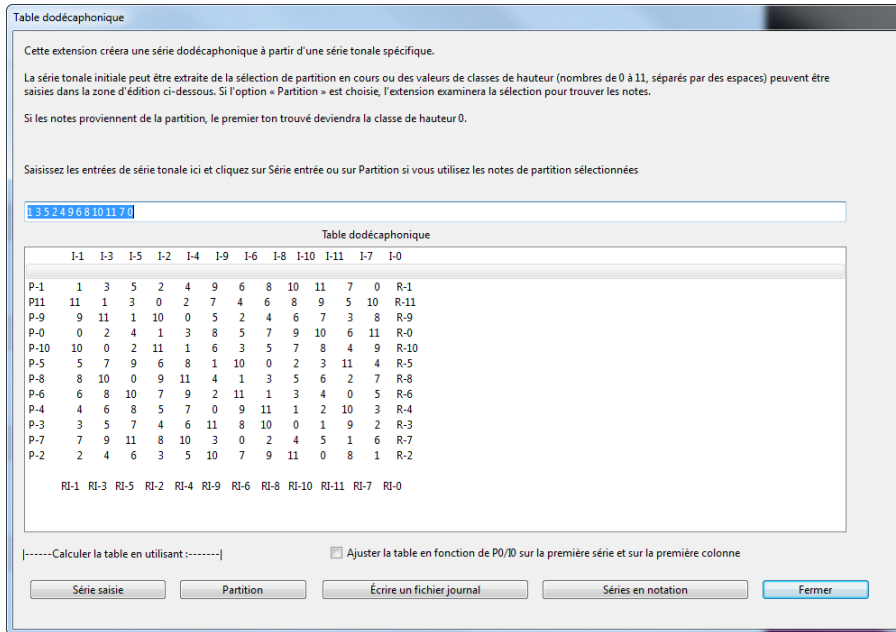 Table dodécaphonique
Cette extension créera une série dodécaphonique à partir d'une série tonale spécifique.
La série tonale initiale peut être extraite de la sélection de partition en cours ou des valeurs de classes de hauteur (nombres de 0 à 11, séparés par des espaces) peuvent être
saisies dans la zone d'édition ci-dessous. Si l'option « Partition » est choisie, l'extension examinera la sélection pour trouver les notes.
Si les notes proviennent de la partition, le premier ton trouvé deviendra la classe de hauteur 0.
Saisissez les entrées de série tonale ici et cliquez sur Série entrée ou sur Partition si vous utilisez les notes de partition sélectionnées
1 3 5 2 4 9 6 8 10 11 7 0
Table dodécaphonique
I-1 I-3 I-5 I-2 I-4 I-9 I-6 I-8 I-10 I-11 I-7 I-0
P-1 1 3 5 2 4 9 6 8 10 11 7 0 R-1
P11 11 1 3 0 2 7 4 6 8 9 5 10 R-11
P-9 9 11 1 10 0 5 2 4 6 7 3 8 R-9
P-0 0 2 4 1 3 8 5 7 9 10 6 11 R-0
P-10 10 0 2 11 1 6 3 5 7 8 4 9 R-10
P-5 5 7 9 6 8 1 10 0 2 3 11 4 R-5
P-8 8 10 0 9 11 4 1 3 5 6 2 7 R-8
P-6 6 8 10 7 9 2 11 1 3 4 0 5 R-6
P-4 4 6 8 5 7 0 9 11 1 2 10 3 R-4
P-3 3 5 7 4 6 11 8 10 0 1 9 2 R-3
P-7 7 9 11 8 10 3 0 2 4 5 1 6 R-7
P-2 2 4 6 3 5 10 7 9 11 0 8 1 R-2
RI-1 RI-3 RI-5 RI-2 RI-4 RI-9 RI-6 RI-8 RI-10 RI-11 RI-7 RI-0
|------Calculer la table en utilisant :-------| Ajuster la table en fonction de P0/I0 sur la première série et sur la première colonne
Série saisie Partition Écrire un fichier journal Séries en notation Fermer